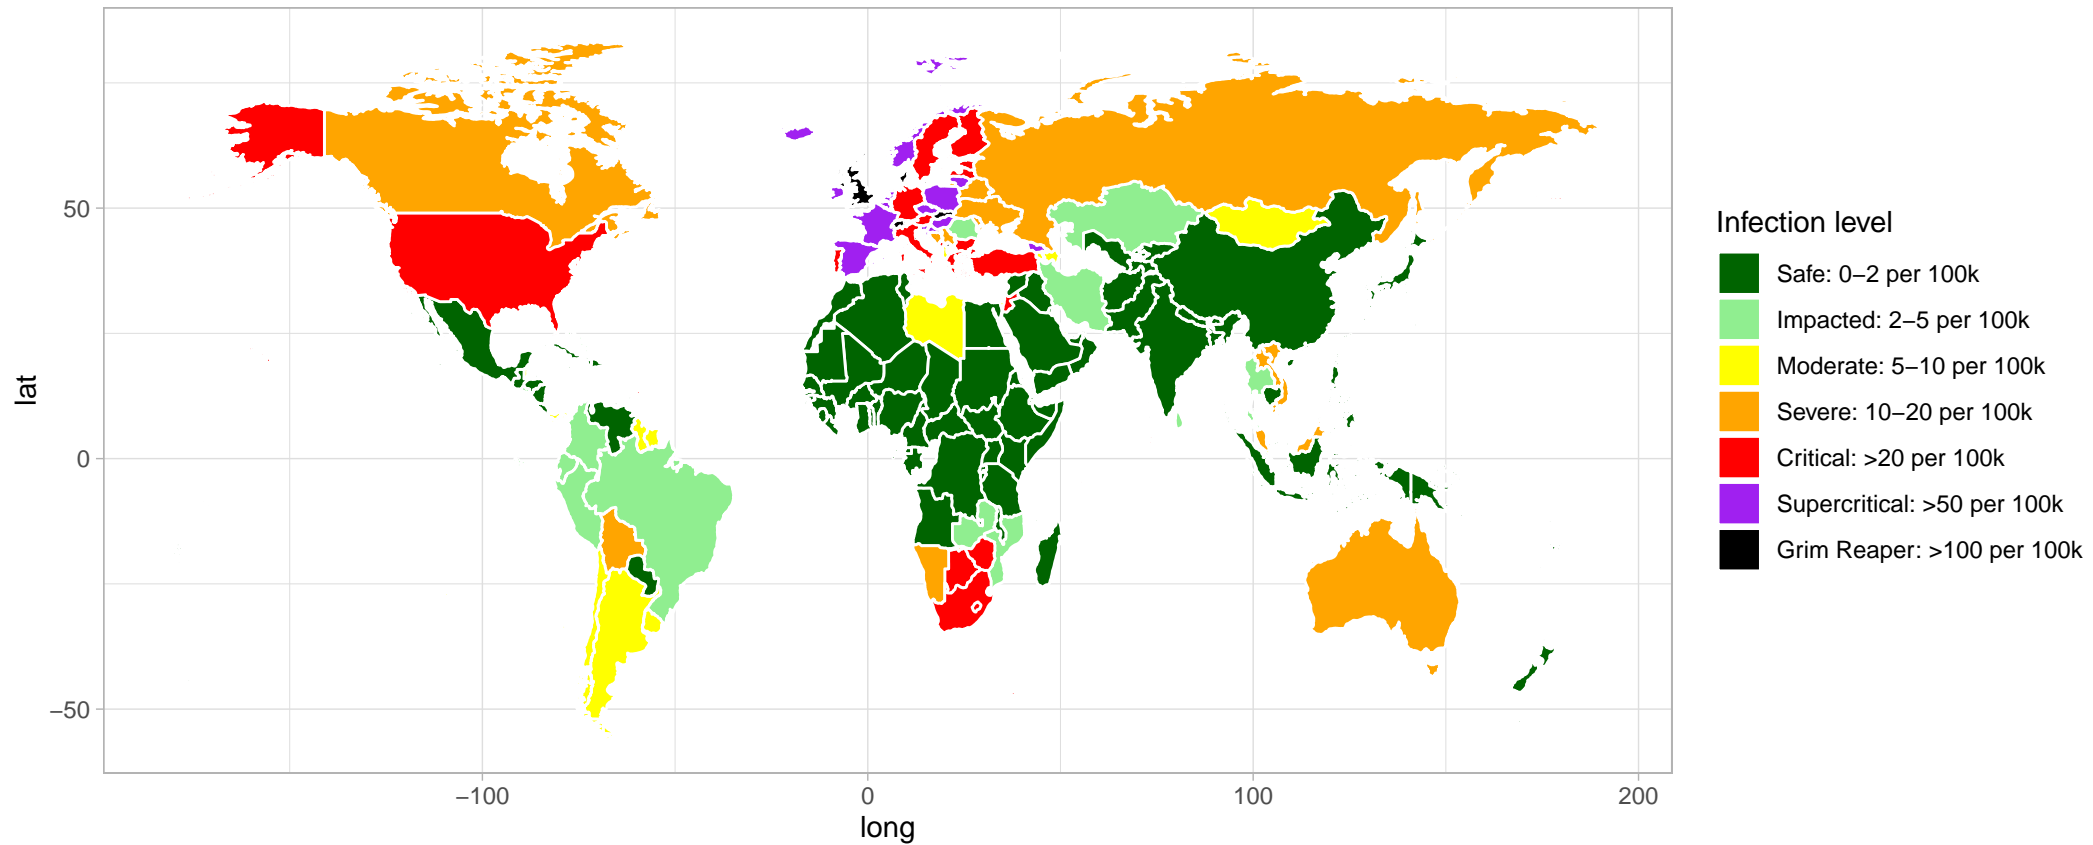 50
0
−50
lat
−100
0
100
200
long
Infection level
Safe: 0−2 per 100k
Impacted: 2−5 per 100k
Moderate: 5−10 per 100k
Severe: 10−20 per 100k
Critical: >20 per 100k
Supercritical: >50 per 100k
Grim Reaper: >100 per 100k